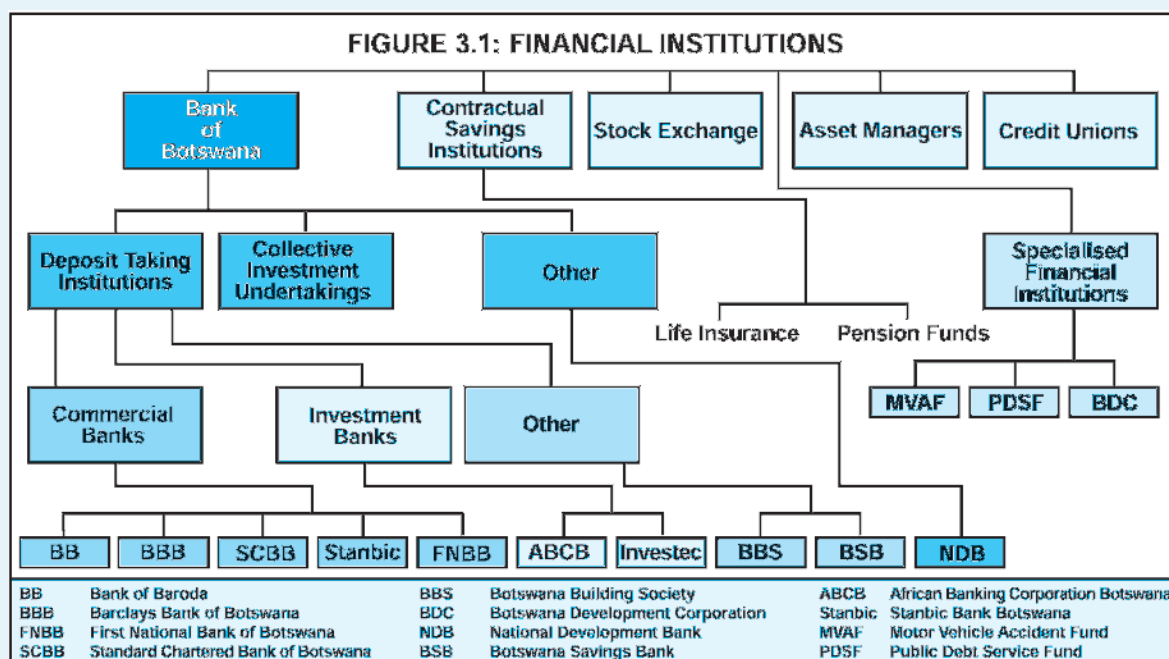 FIGURE 3.1: FINANCIAL INSTITUTIONS
Bank
of
Botswana
Contractual
Savings
Institutions
Stock Exchange
Asset Managers
Credit Unions
Deposit Taking
Institutions
Collective
Investment
Undertakings
Other
Specialised
Financial
Institutions
Life Insurance
Pension Funds
MVAF
PDSF
BDC
Commercial
Banks
Investment
Banks
Other
BB
BBB
SCBB
Stanbic
FNBB
ABCB
Investec
BBS
BSB
NDB
BB Bank of Baroda
BBB Barclays Bank of Botswana
FNBB First National Bank of Botswana
SCBB Standard Chartered Bank of Botswana
BBS Botswana Building Society
BDC Botswana Development Corporation
NDB National Development Bank
BSB Botswana Savings Bank
ABCB African Banking Corporation Botswana
Stanbic Stanbic Bank Botswana
MVAF Motor Vehicle Accident Fund
PDSF Public Debt Service Fund